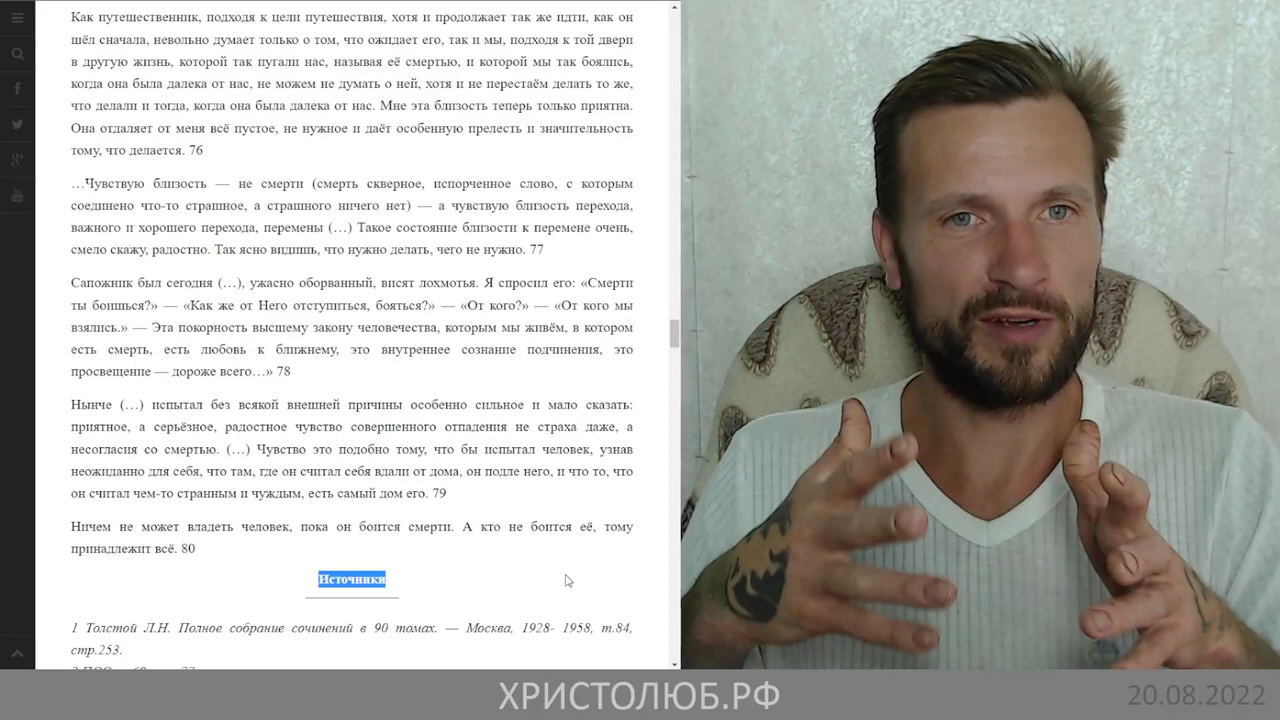 Как путешественник, подходя к цели путешествия, хотя и продолжает так же идти, как он
шёл сначала, невольно думает только о том, что ожидает его, так и мы, подходя к той двери
в другую жизнь, которой так пугали нас, называя её смертью, и которой мы так боялись,
когда она была далека от нас, не можем не думать о ней, хотя и не перестаём делать то же,
что делали и тогда, когда она была далека от нас. Мне эта близость теперь только приятна.
Она отдаляет от меня всё пустое, не нужное и даёт особенную прелесть и значительность
тому, что делается. 76
…Чувствую близость — не смерти (смерть скверное, испорченное слово, с которым
соединено что-то страшное, а страшного ничего нет) — а чувствую близость перехода,
важного и хорошего перехода, перемены (…) Такое состояние близости к перемене очень,
смело скажу, радостно. Так ясно видишь, что нужно делать, чего не нужно. 77
Сапожник был сегодня (…), ужасно оборванный, висят лохмотья. Я спросил его: «Смерти
ты боишься?» — «Как же от Него отступиться, бояться?» — «От кого?» — «От кого мы
взялись.» — Эта покорность высшему закону человечества, которым мы живём, в котором
есть смерть, есть любовь к ближнему, это внутреннее сознание подчинения, это
просвещение — дороже всего…» 78
Нынче (…) испытал без всякой внешней причины особенно сильное и мало сказать:
приятное, а серьёзное, радостное чувство совершенного отпадения не страха даже, а
несогласия со смертью. (…) Чувство это подобно тому, что бы испытал человек, узнав
неожиданно для себя, что там, где он считал себя вдали от дома, он подле него, и что то, что
он считал чем-то странным и чуждым, есть самый дом его. 79
Ничем не может владеть человек, пока он боится смерти. А кто не боится её, тому
принадлежит всё. 80
Источники
1 Толстой Л.Н. Полное собрание сочинений в 90 томах. — Москва, 1928- 1958, т.84,
стр.253.
ХРИСТОЛЮБ.РФ
20.08.2022